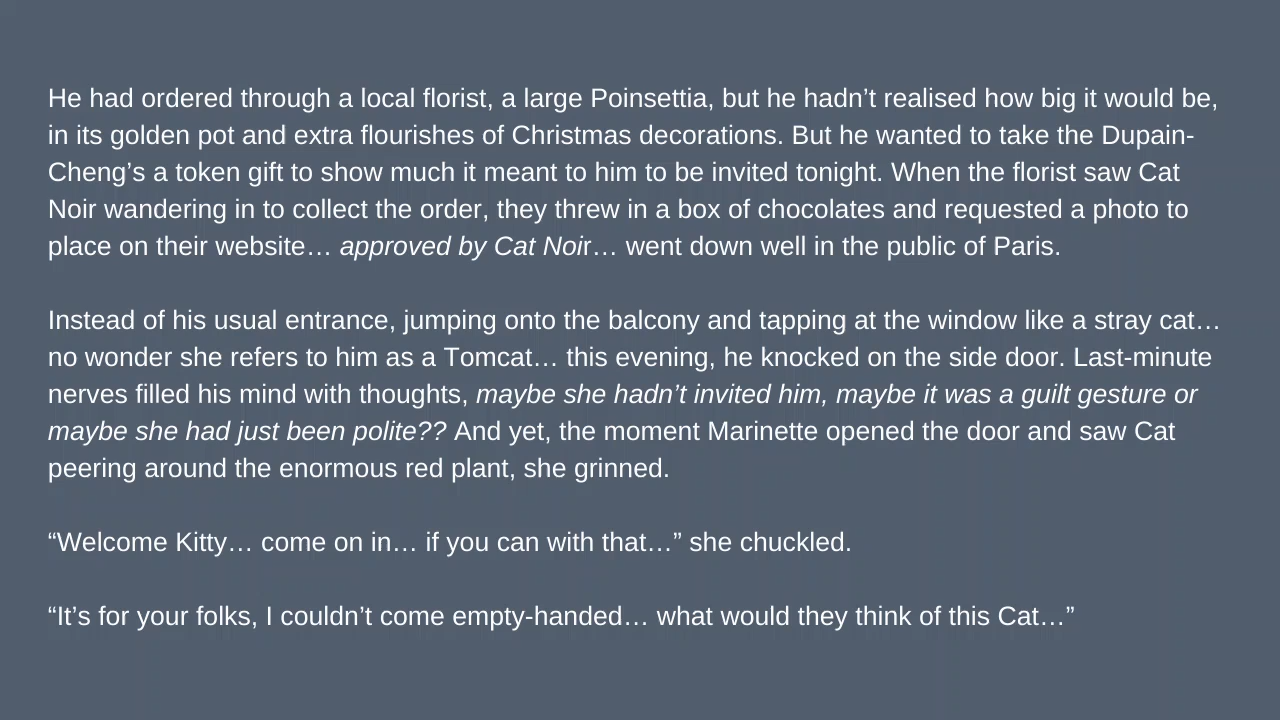 He had ordered through a local florist, a large Poinsettia, but he hadn’t realised how big it would be,
in its golden pot and extra flourishes of Christmas decorations. But he wanted to take the Dupain-
Cheng’s a token gift to show much it meant to him to be invited tonight. When the florist saw Cat
Noir wandering in to collect the order, they threw in a box of chocolates and requested a photo to
place on their website… approved by Cat Noir… went down well in the public of Paris.
Instead of his usual entrance, jumping onto the balcony and tapping at the window like a stray cat…
no wonder she refers to him as a Tomcat… this evening, he knocked on the side door. Last-minute
nerves filled his mind with thoughts, maybe she hadn’t invited him, maybe it was a guilt gesture or
maybe she had just been polite?? And yet, the moment Marinette opened the door and saw Cat
peering around the enormous red plant, she grinned.
“Welcome Kitty… come on in… if you can with that…” she chuckled.
“It’s for your folks, I couldn’t come empty-handed… what would they think of this Cat…”